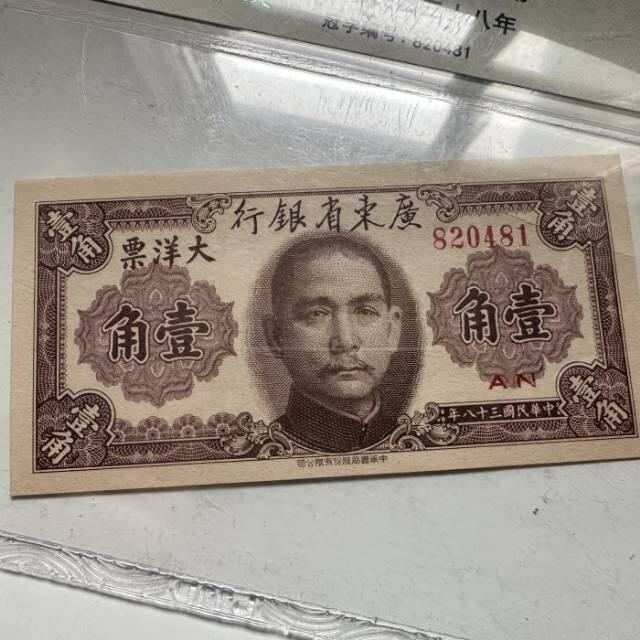 八年
冠字编号：820481
行銀省東廣
820481
票洋大
壹角
壹角
角壹
角壹
AN
壹角
壹角
年八十三國民華中
司公限有份股局書華中